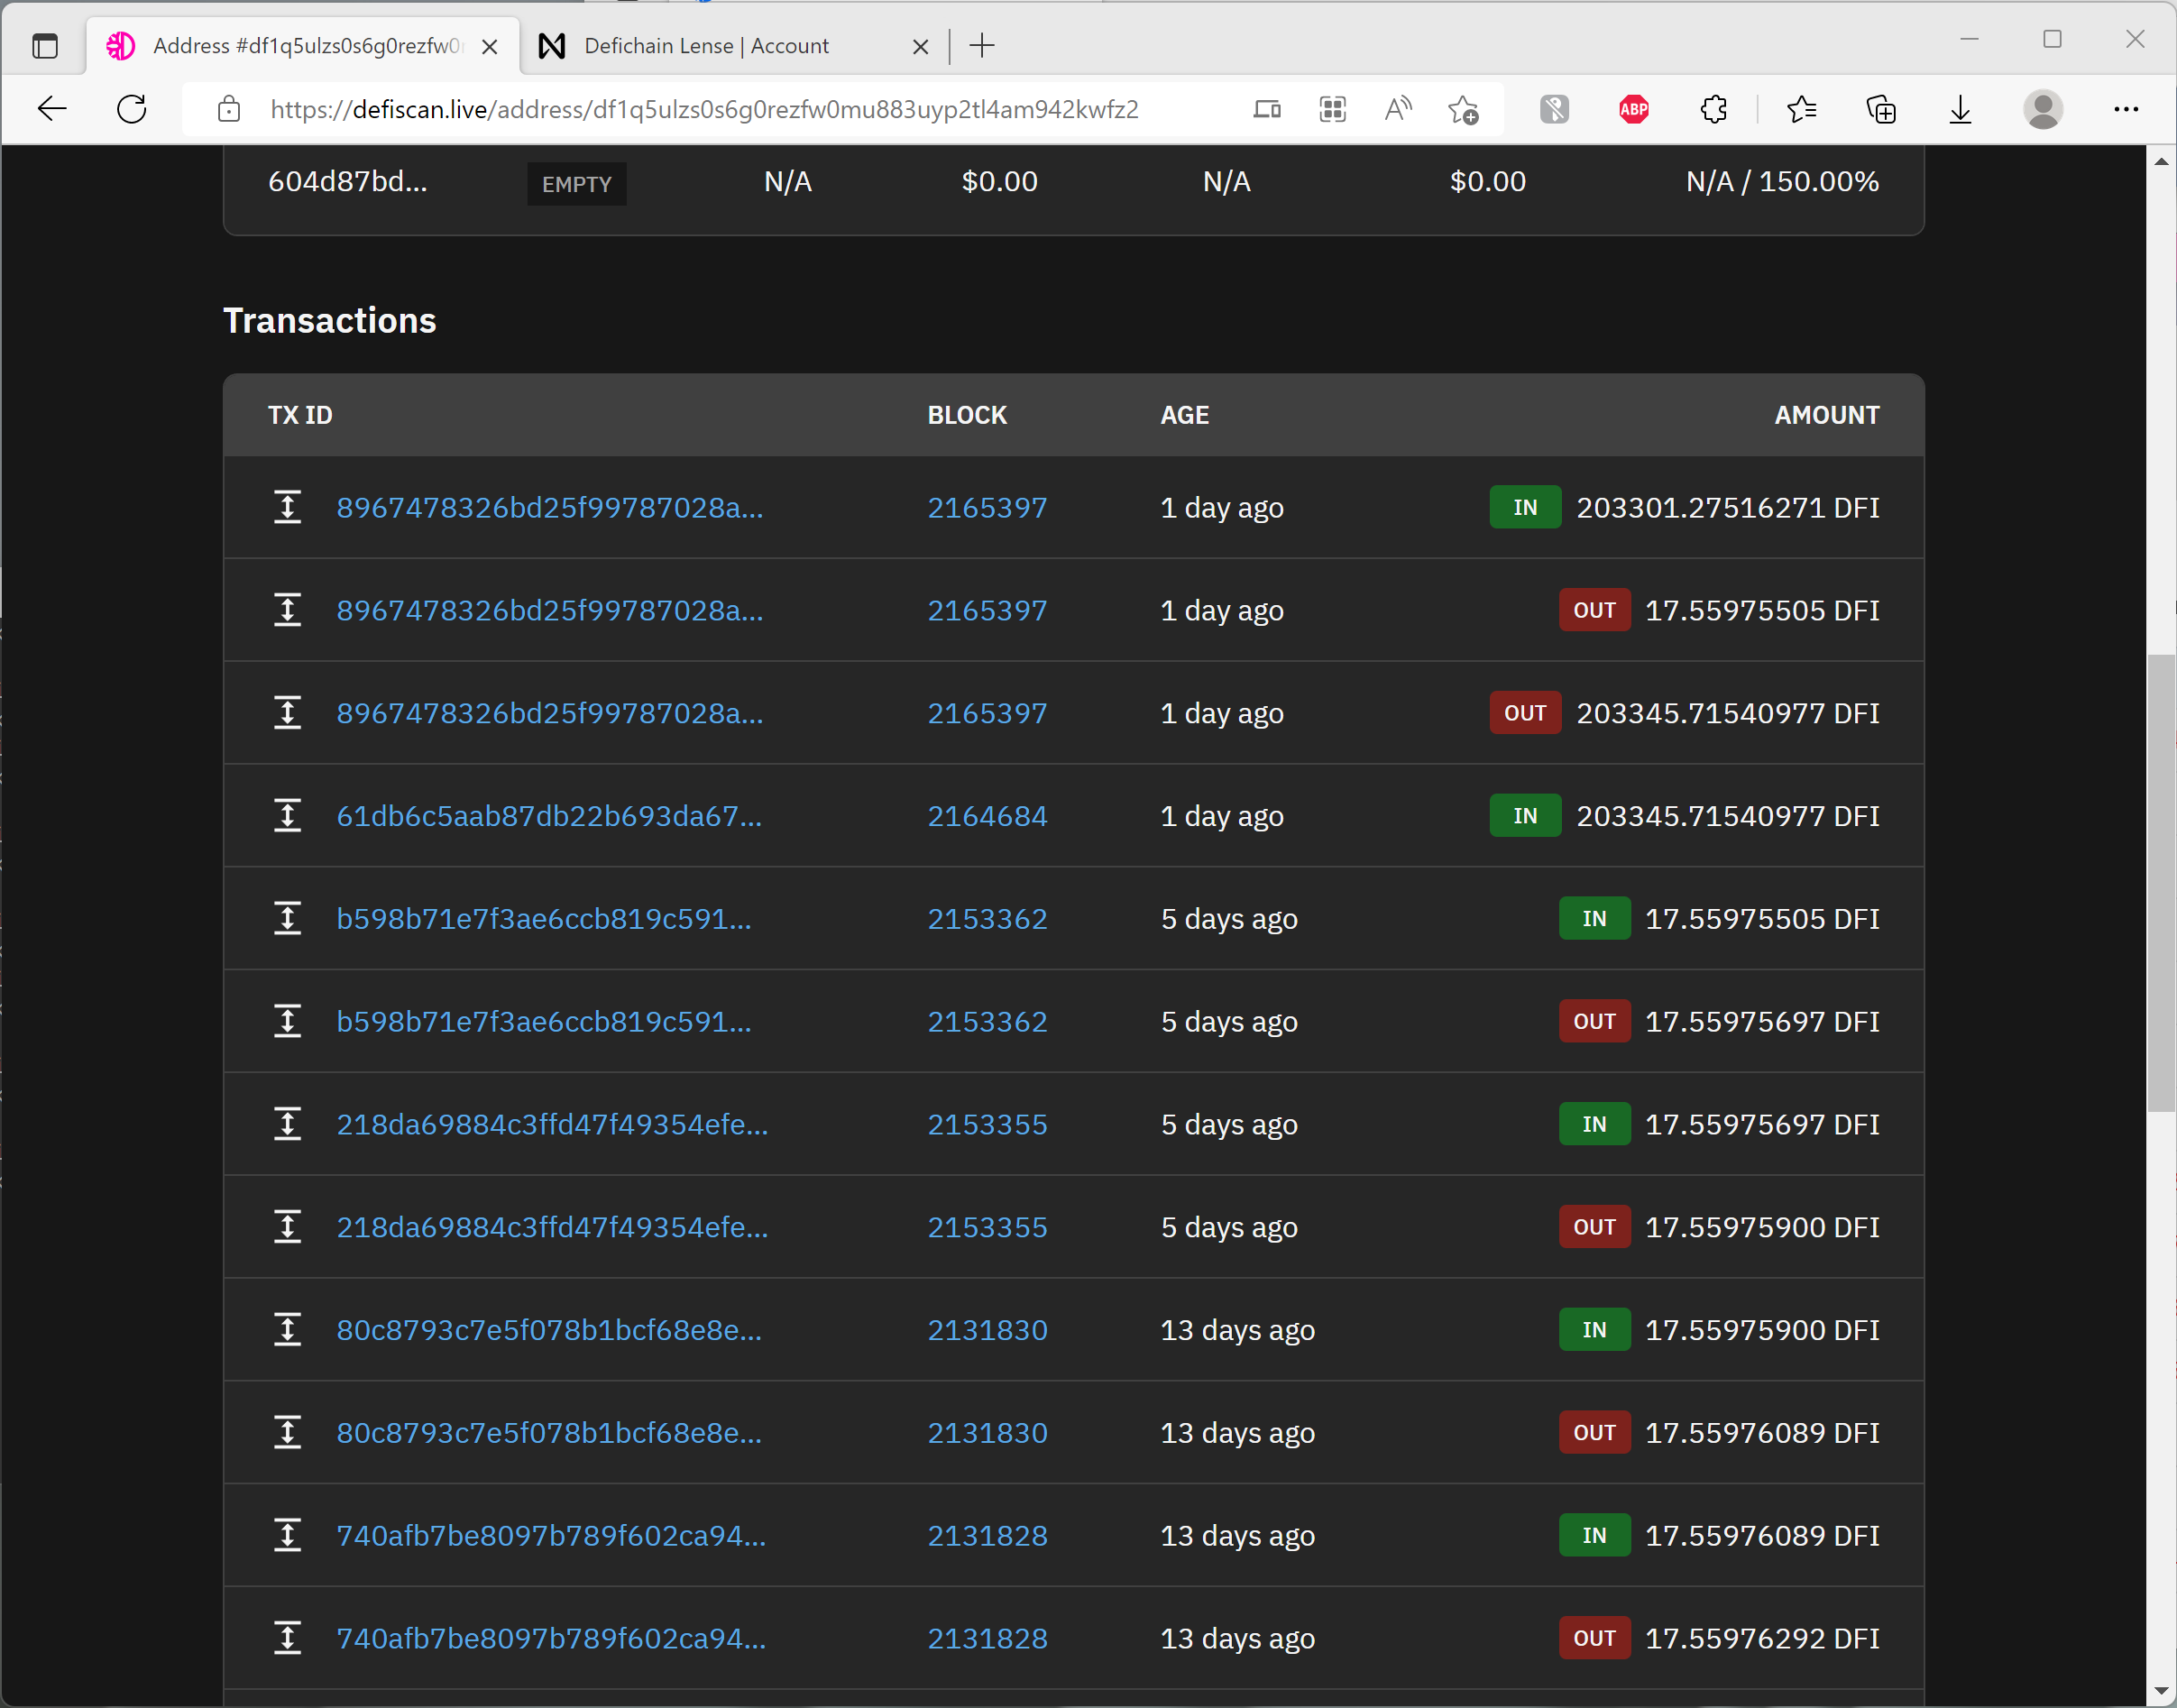 Address #df1q5ulzs0s6g0rezfw0
Defichain Lense | Account
https://defiscan.live/address/df1q5ulzs0s6g0rezfw0mu883uyp2tl4am942kwfz2
ABP
604d87bd... EMPTY N/A $0.00 N/A $0.00 N/A / 150.00%
Transactions
TX ID BLOCK AGE AMOUNT
8967478326bd25f99787028a... 2165397 1 day ago IN 203301.27516271 DFI
8967478326bd25f99787028a... 2165397 1 day ago OUT 17.55975505 DFI
8967478326bd25f99787028a... 2165397 1 day ago OUT 203345.71540977 DFI
61db6c5aab87db22b693da67... 2164684 1 day ago IN 203345.71540977 DFI
b598b71e7f3ae6ccb819c591... 2153362 5 days ago IN 17.55975505 DFI
b598b71e7f3ae6ccb819c591... 2153362 5 days ago OUT 17.55975697 DFI
218da69884c3ffd47f49354efe... 2153355 5 days ago IN 17.55975697 DFI
218da69884c3ffd47f49354efe... 2153355 5 days ago OUT 17.55975900 DFI
80c8793c7e5f078b1bcf68e8e... 2131830 13 days ago IN 17.55975900 DFI
80c8793c7e5f078b1bcf68e8e... 2131830 13 days ago OUT 17.55976089 DFI
740afb7be8097b789f602ca94... 2131828 13 days ago IN 17.55976089 DFI
740afb7be8097b789f602ca94... 2131828 13 days ago OUT 17.55976292 DFI